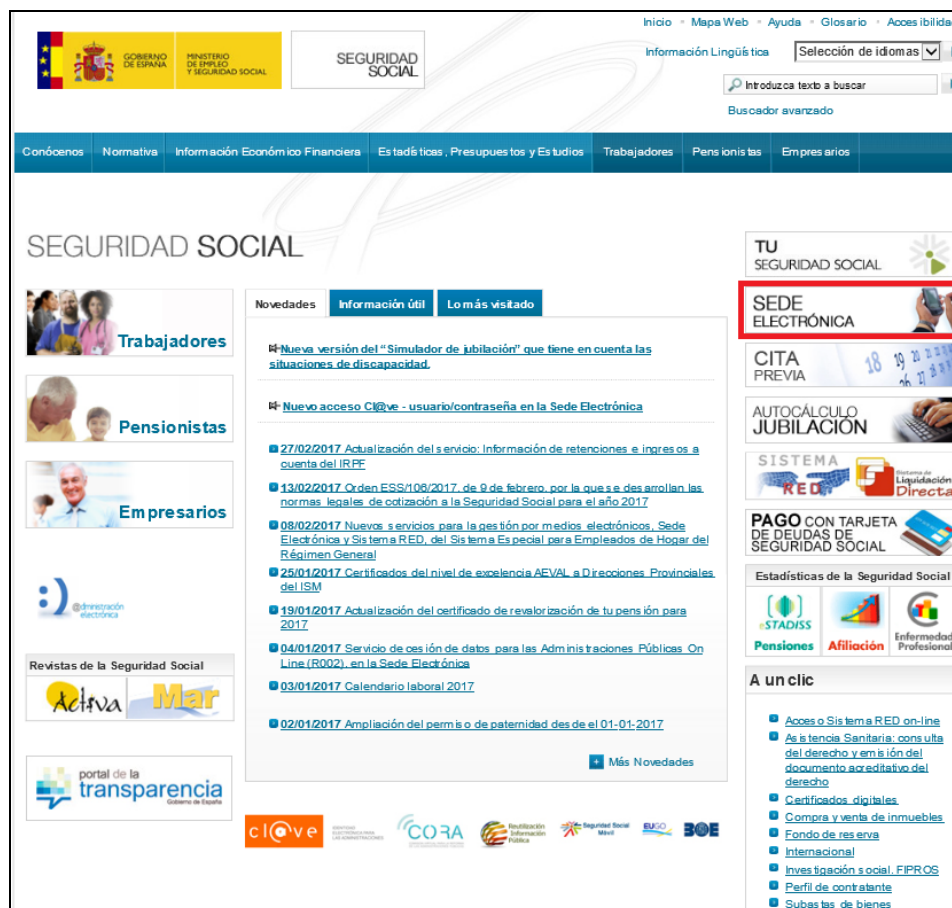 Inicio Mapa Web Ayuda Glosario Accesibilida
GOBIERNO DE ESPAÑA
MINISTERIO DE EMPLEO Y SEGURIDAD SOCIAL
SEGURIDAD SOCIAL
Información Lingüística
Selección de idiomas
Introduzca texto a buscar
Buscador avanzado
Conócenos Normativa Información Económico Financiera Estadísticas, Presupuestos y Estudios Trabajadores Pensionistas Empresarios
SEGURIDAD SOCIAL
Trabajadores
Pensionistas
Empresarios
@dministración
electrónica
Revistas de la Seguridad Social
Activa
Mar
portal de la
transparencia
Gobierno de España
Novedades Información útil Lo más visitado
Nueva versión del “Simulador de jubilación” que tiene en cuenta las
situaciones de discapacidad.
Nuevo acceso Cl@ve - usuario/contraseña en la Sede Electrónica
27/02/2017 Actualización del servicio: Información de retenciones e ingresos a
cuenta del IRPF
13/02/2017 Orden ESS/106/2017, de 9 de febrero, por la que se desarrollan las
normas legales de cotización a la Seguridad Social para el año 2017
08/02/2017 Nuevos servicios para la gestión por medios electrónicos, Sede
Electrónica y Sistema RED, del Sistema Especial para Empleados de Hogar del
Régimen General
25/01/2017 Certificados del nivel de excelencia AEVAL a Direcciones Provinciales
del ISM
19/01/2017 Actualización del certificado de revalorización de tu pensión para
2017
04/01/2017 Servicio de cesión de datos para las Administraciones Públicas On
Line (R002), en la Sede Electrónica
03/01/2017 Calendario laboral 2017
02/01/2017 Ampliación del permiso de paternidad desde el 01-01-2017
Más Novedades
cl@ve
CORA
Reutilización
Información
Pública
Seguridad Social
Móvil
EUGO
BOE
TU
SEGURIDAD SOCIAL
SEDE
ELECTRÓNICA
CITA
PREVIA
18 19 20
26 27
AUTOCÁLCULO
JUBILACIÓN
SISTEMA
RED
Sistema de
Liquidación
Directa
PAGO CON TARJETA
DE DEUDAS DE
SEGURIDAD SOCIAL
Estadísticas de la Seguridad Social
eSTADISS
Pensiones
Afiliación
Enfermedad
Profesional
A un clic
Acceso Sistema RED on-line
Asistencia Sanitaria: consulta
del derecho y emisión del
documento acreditativo del
derecho
Certificados digitales
Compra y venta de inmuebles
Fondo de reserva
Internacional
Investigación social. FIPROS
Perfil de contratante
Subastas de bienes